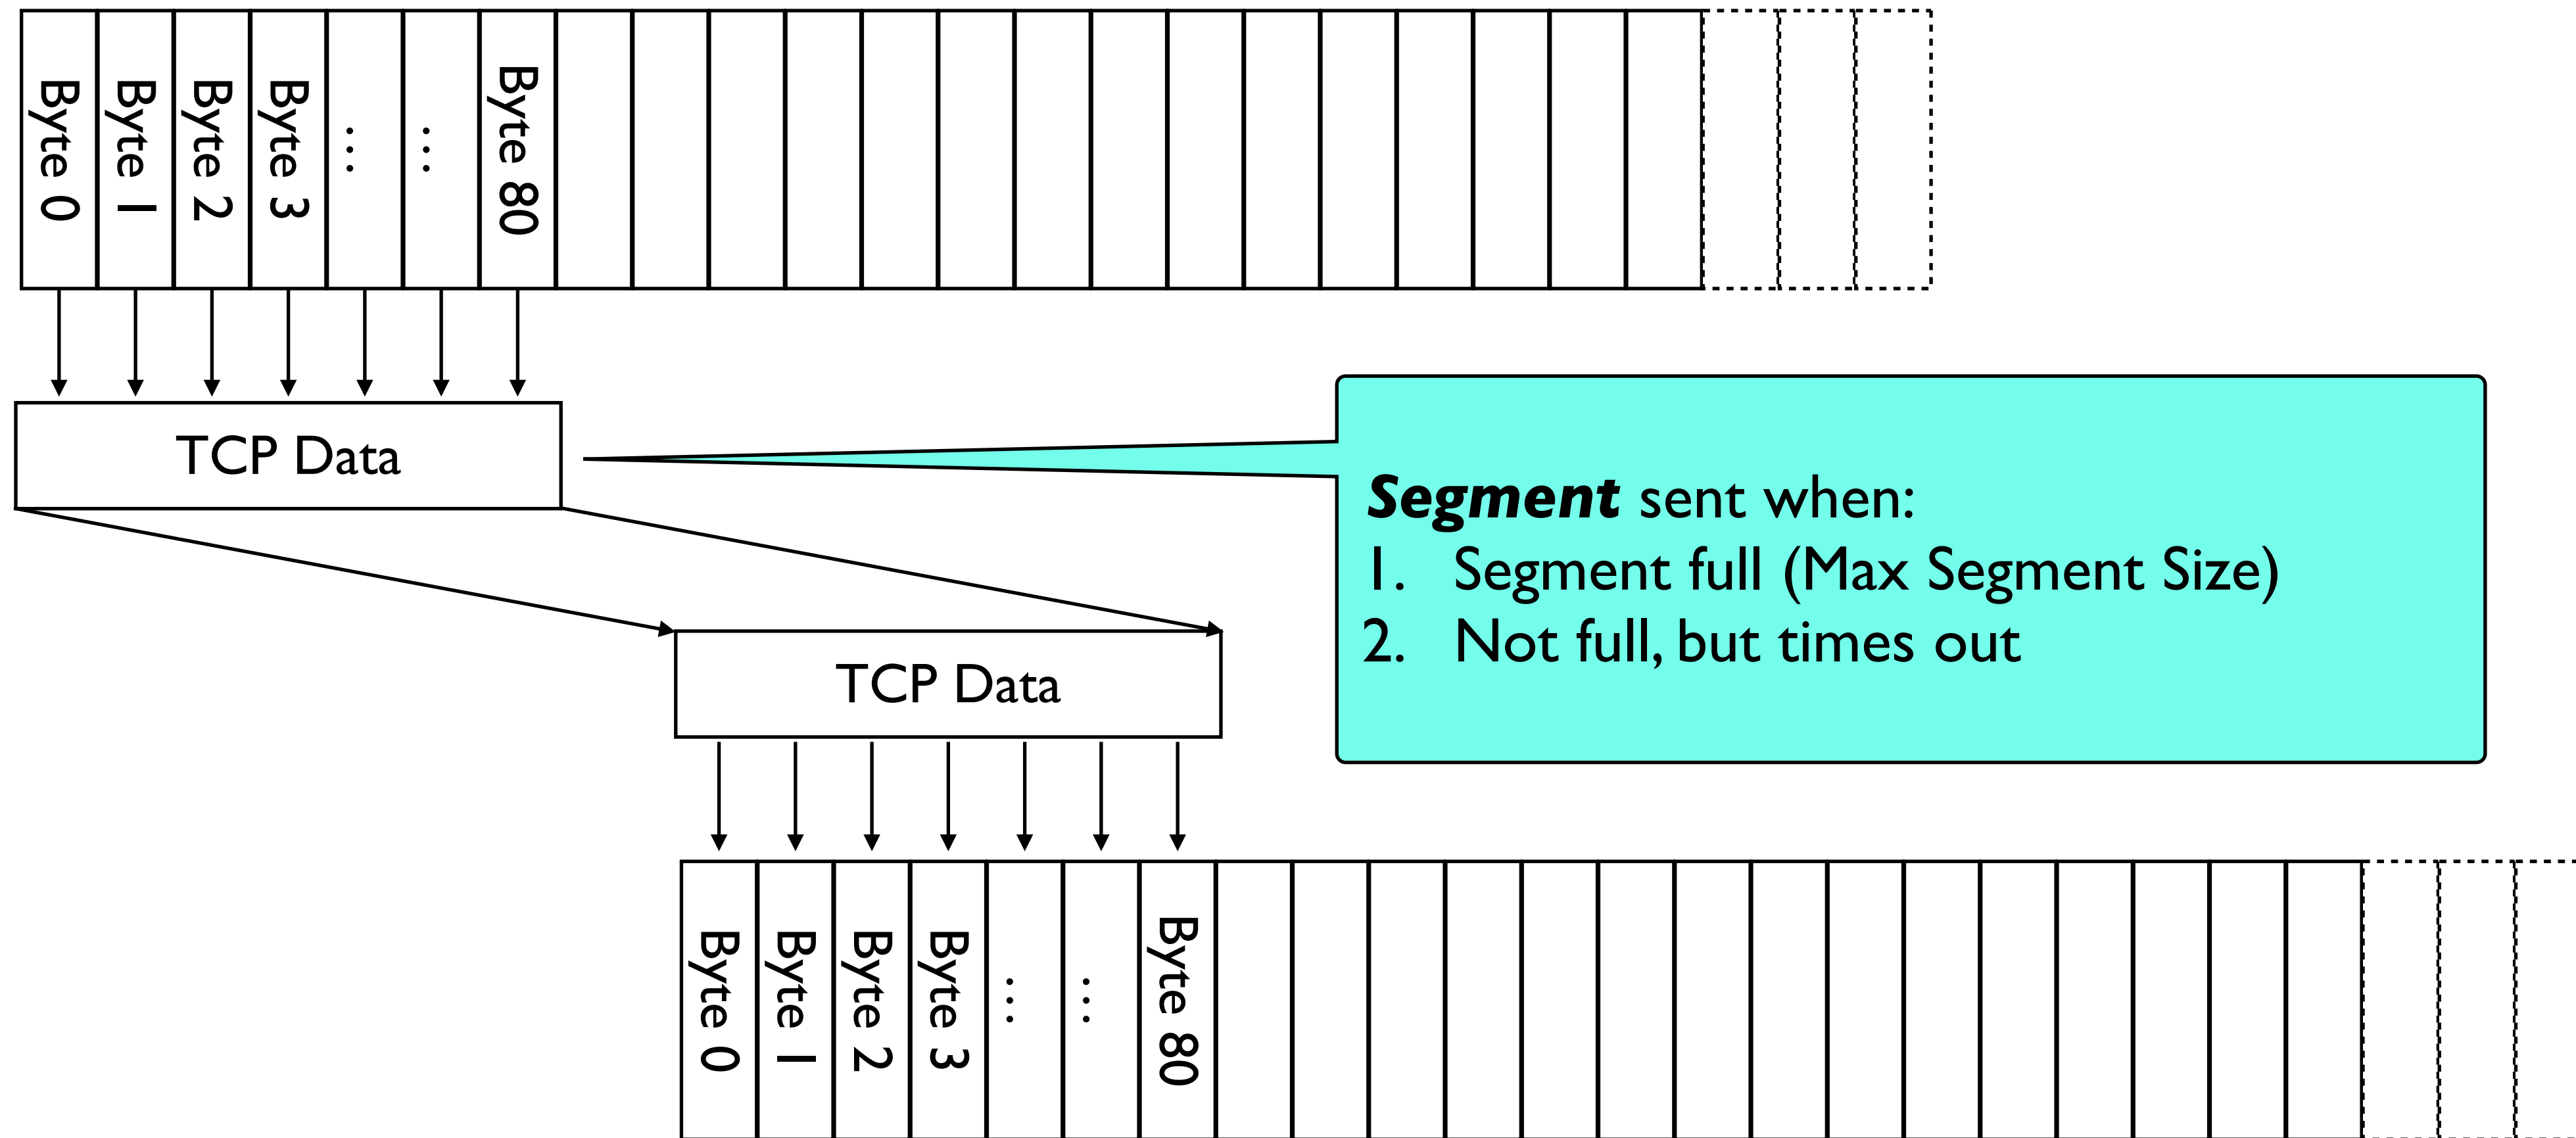 Byte 0
Byte 1
Byte 2
Byte 3
…
…
Byte 80
TCP Data
Segment sent when:
1. Segment full (Max Segment Size)
2. Not full, but times out
TCP Data
Byte 0
Byte 1
Byte 2
Byte 3
…
…
Byte 80